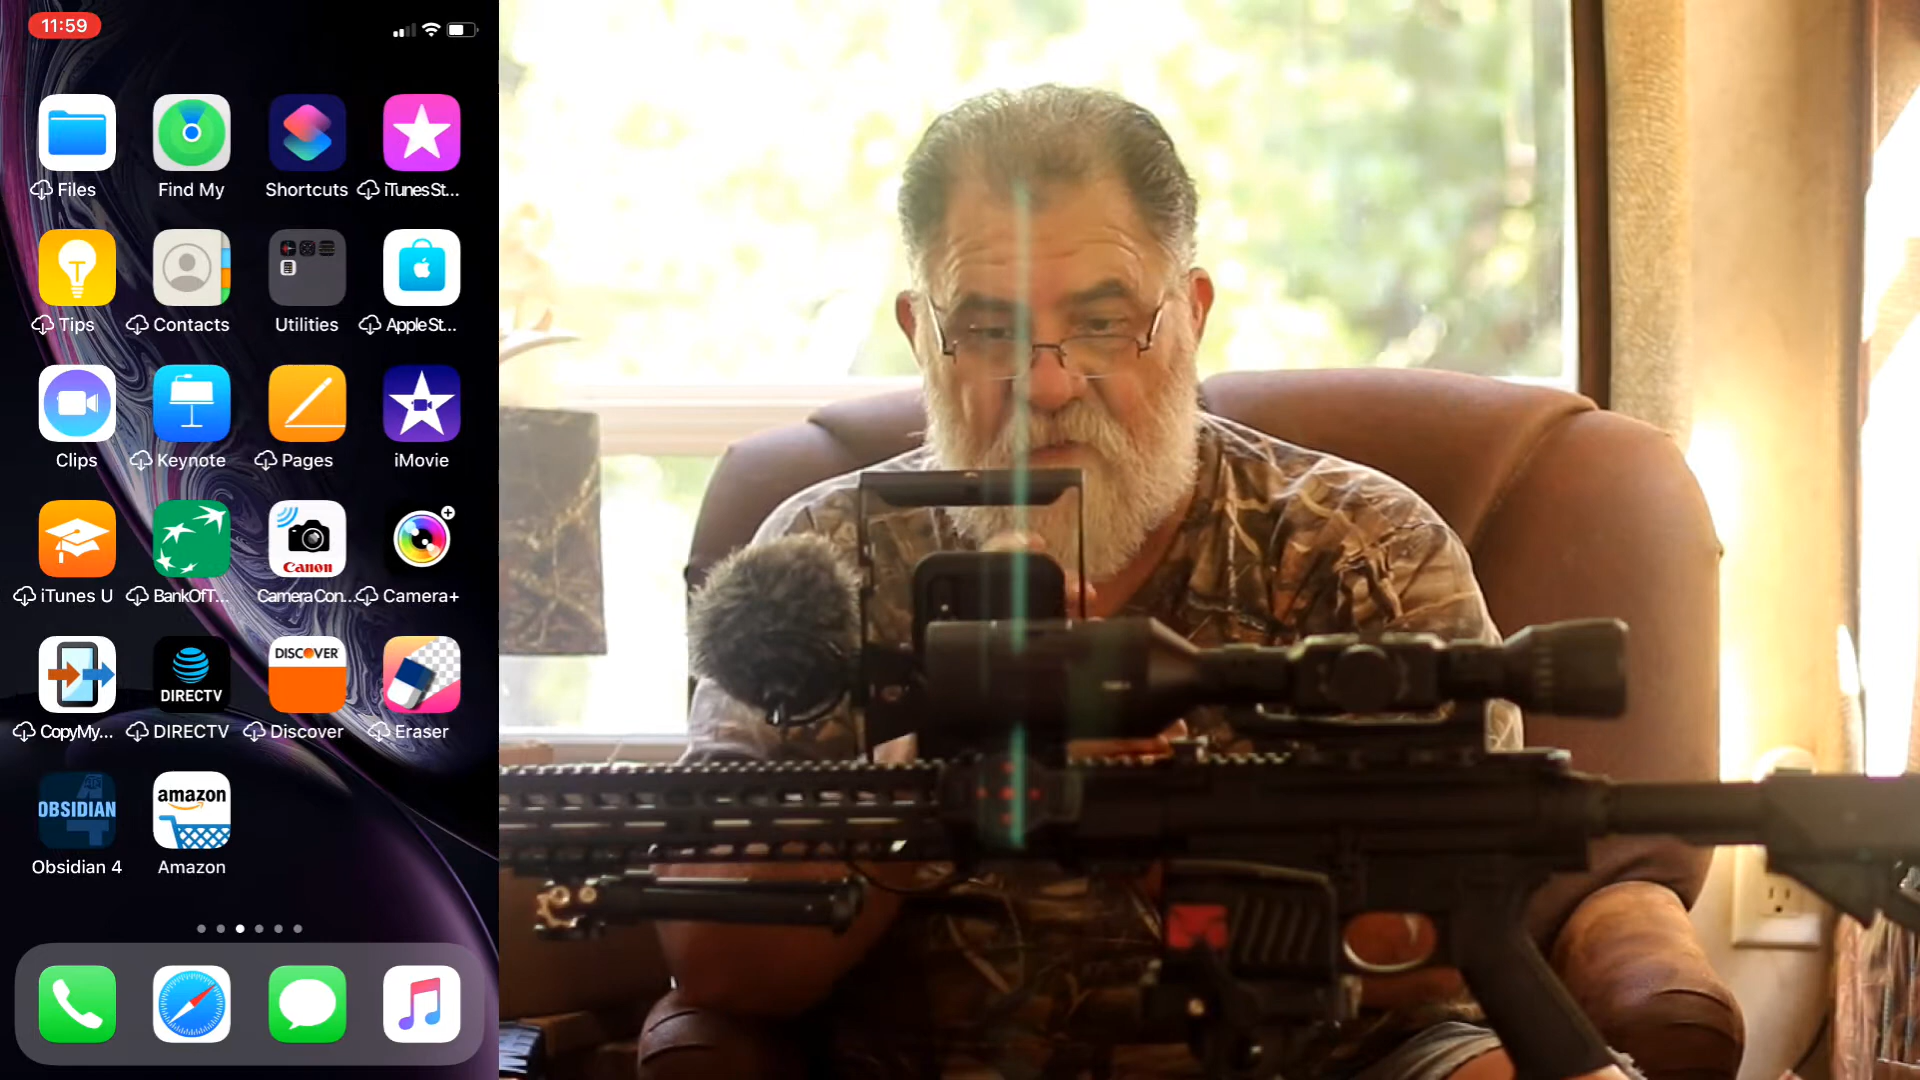 11:59
Files
Find My
Shortcuts
iTunes St...
Tips
Contacts
Utilities
Apple St...
Clips
Keynote
Pages
iMovie
Canon
iTunes U
BankOfT...
Camera Con...
Camera+
DIRECTV
DISCOVER
CopyMy...
DIRECTV
Discover
Eraser
OBSIDIAN
amazon
Obsidian 4
Amazon